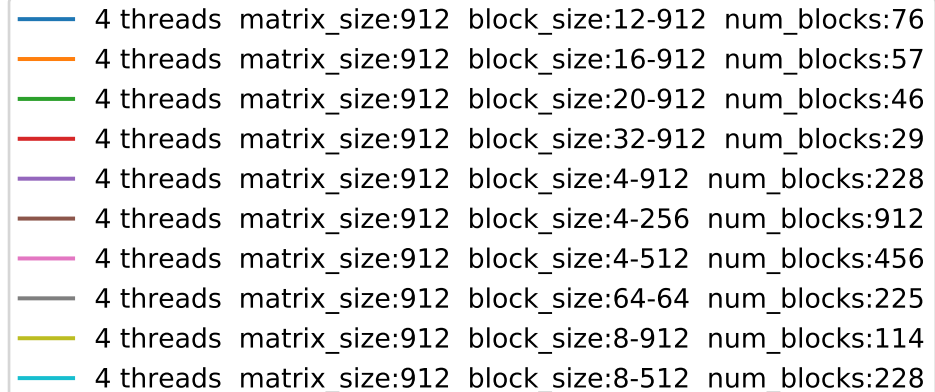 4 threads matrix_size:912 block_size:12-912 num_blocks:76
4 threads matrix_size:912 block_size:16-912 num_blocks:57
4 threads matrix_size:912 block_size:20-912 num_blocks:46
4 threads matrix_size:912 block_size:32-912 num_blocks:29
4 threads matrix_size:912 block_size:4-912 num_blocks:228
4 threads matrix_size:912 block_size:4-256 num_blocks:912
4 threads matrix_size:912 block_size:4-512 num_blocks:456
4 threads matrix_size:912 block_size:64-64 num_blocks:225
4 threads matrix_size:912 block_size:8-912 num_blocks:114
4 threads matrix_size:912 block_size:8-512 num_blocks:228